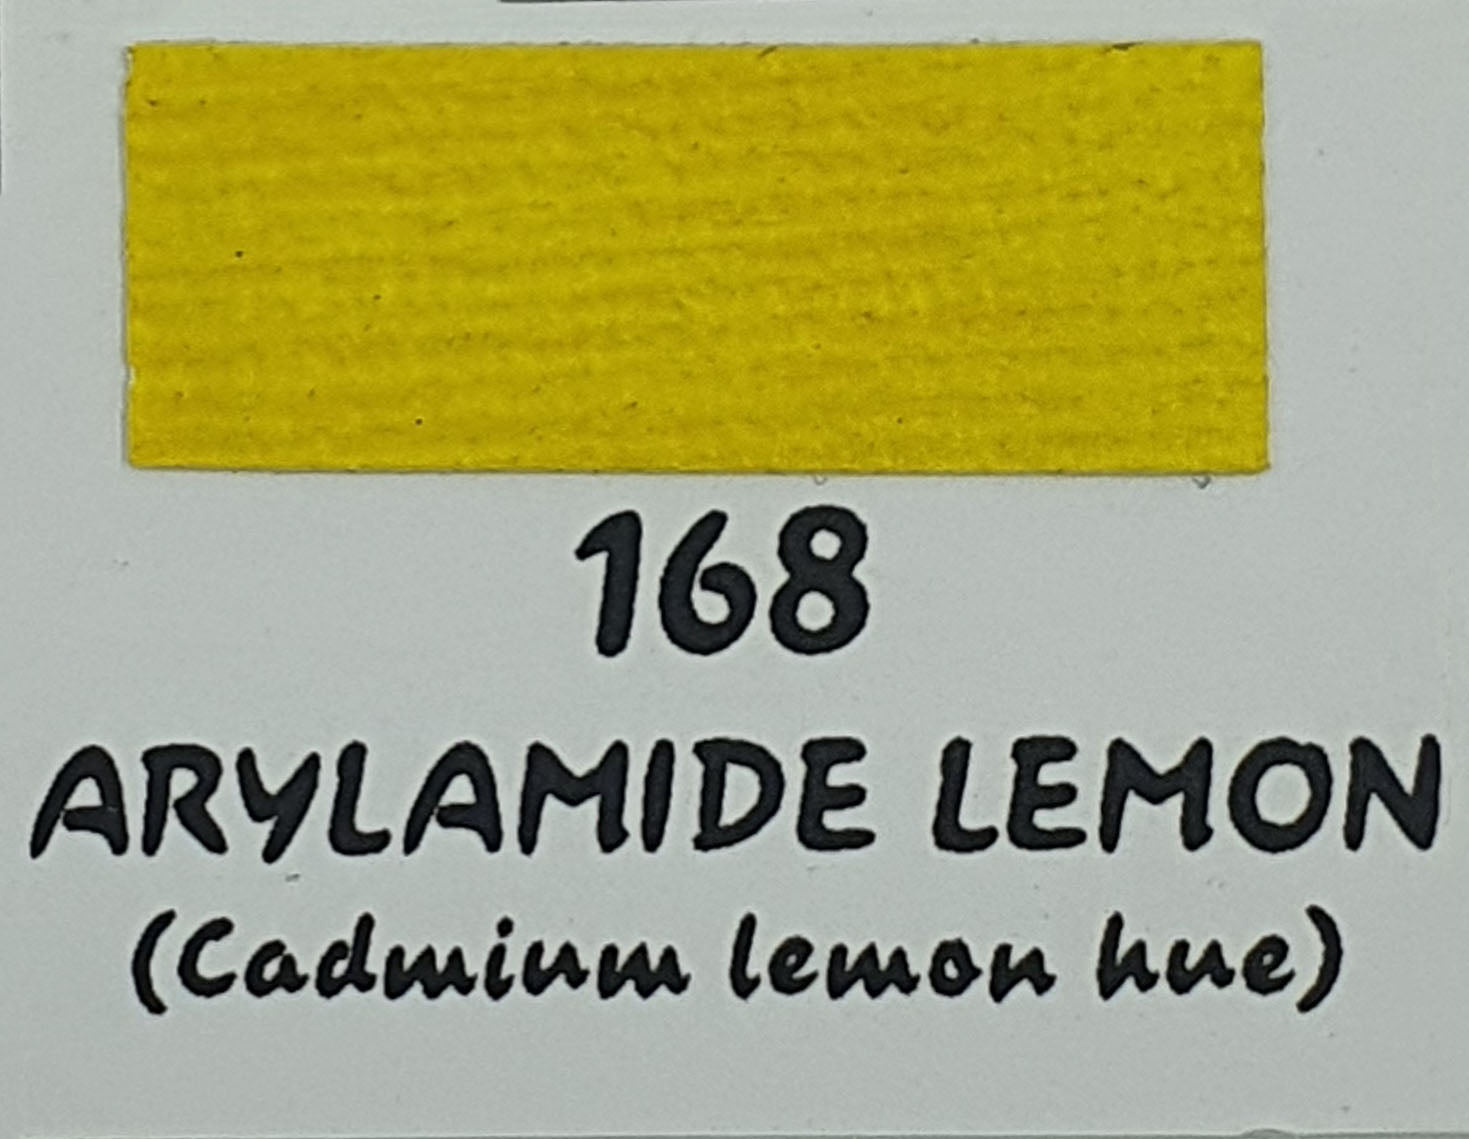 168
ARYLAMIDE LEMON
(Cadmium lemon hue)